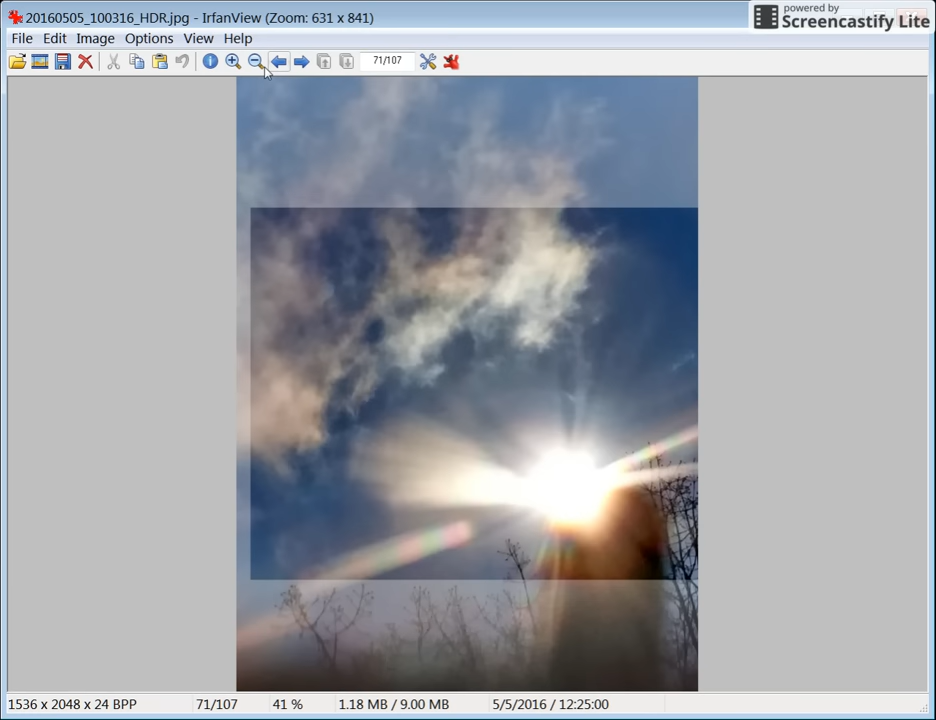 20160505_100316_HDR.jpg - IrfanView (Zoom: 631 x 841)
powered by
Screencastify Lite
File Edit Image Options View Help
71/107
1536 x 2048 x 24 BPP 71/107 41 % 1.18 MB / 9.00 MB 5/5/2016 / 12:25:00